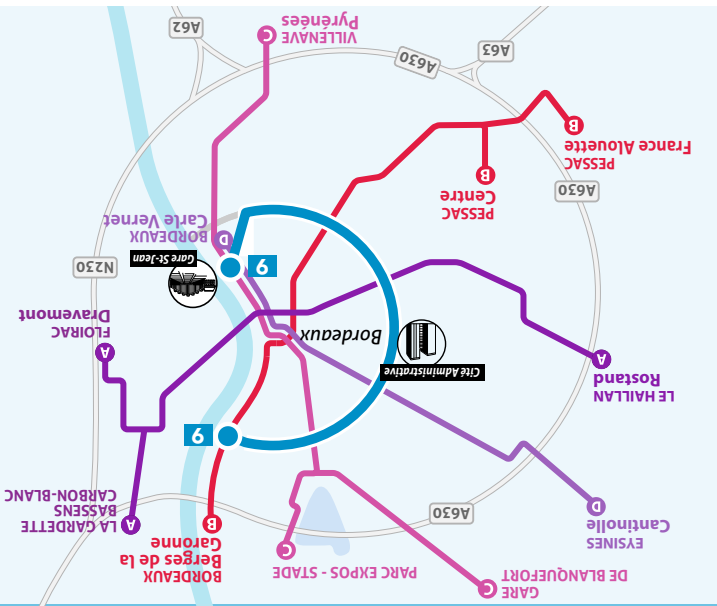 GARE
DE BLANQUEFORT
PARC EXPOS - STADE
C
C
BORDEAUX
Berges de la
Garonne
B
EYSINES
Cantinolle
D
A630
LA GARDETTE
BASSENS
CARBON-BLANC
A
9
LE HAILLAN
Rostand
A
Cité Administrative
Bordeaux
FLOIRAC
Dravemont
A
N230
9
Gare St-Jean
BORDEAUX
Carle Vernet
D
PESSAC
Centre
B
A630
PESSAC
France Alouette
B
A63
A630
VILLENAVE
Pyrénées
C
A62